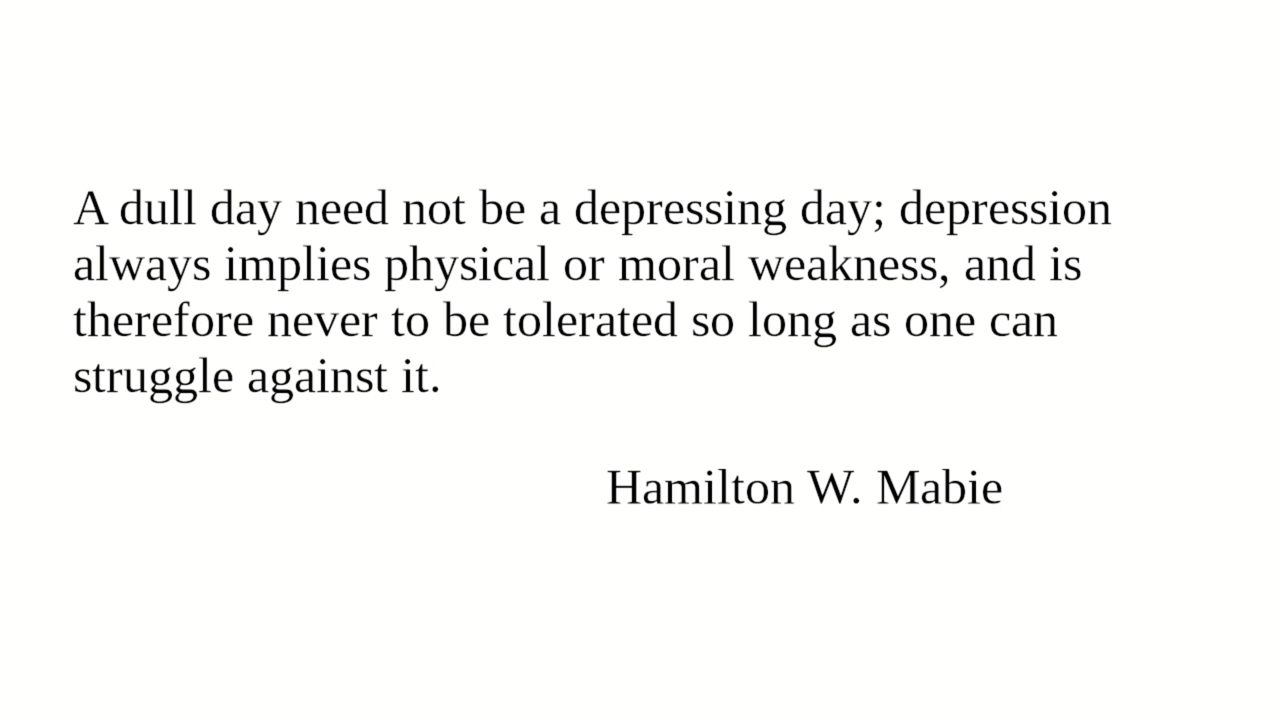 A dull day need not be a depressing day; depression
always implies physical or moral weakness, and is
therefore never to be tolerated so long as one can
struggle against it.
Hamilton W. Mabie